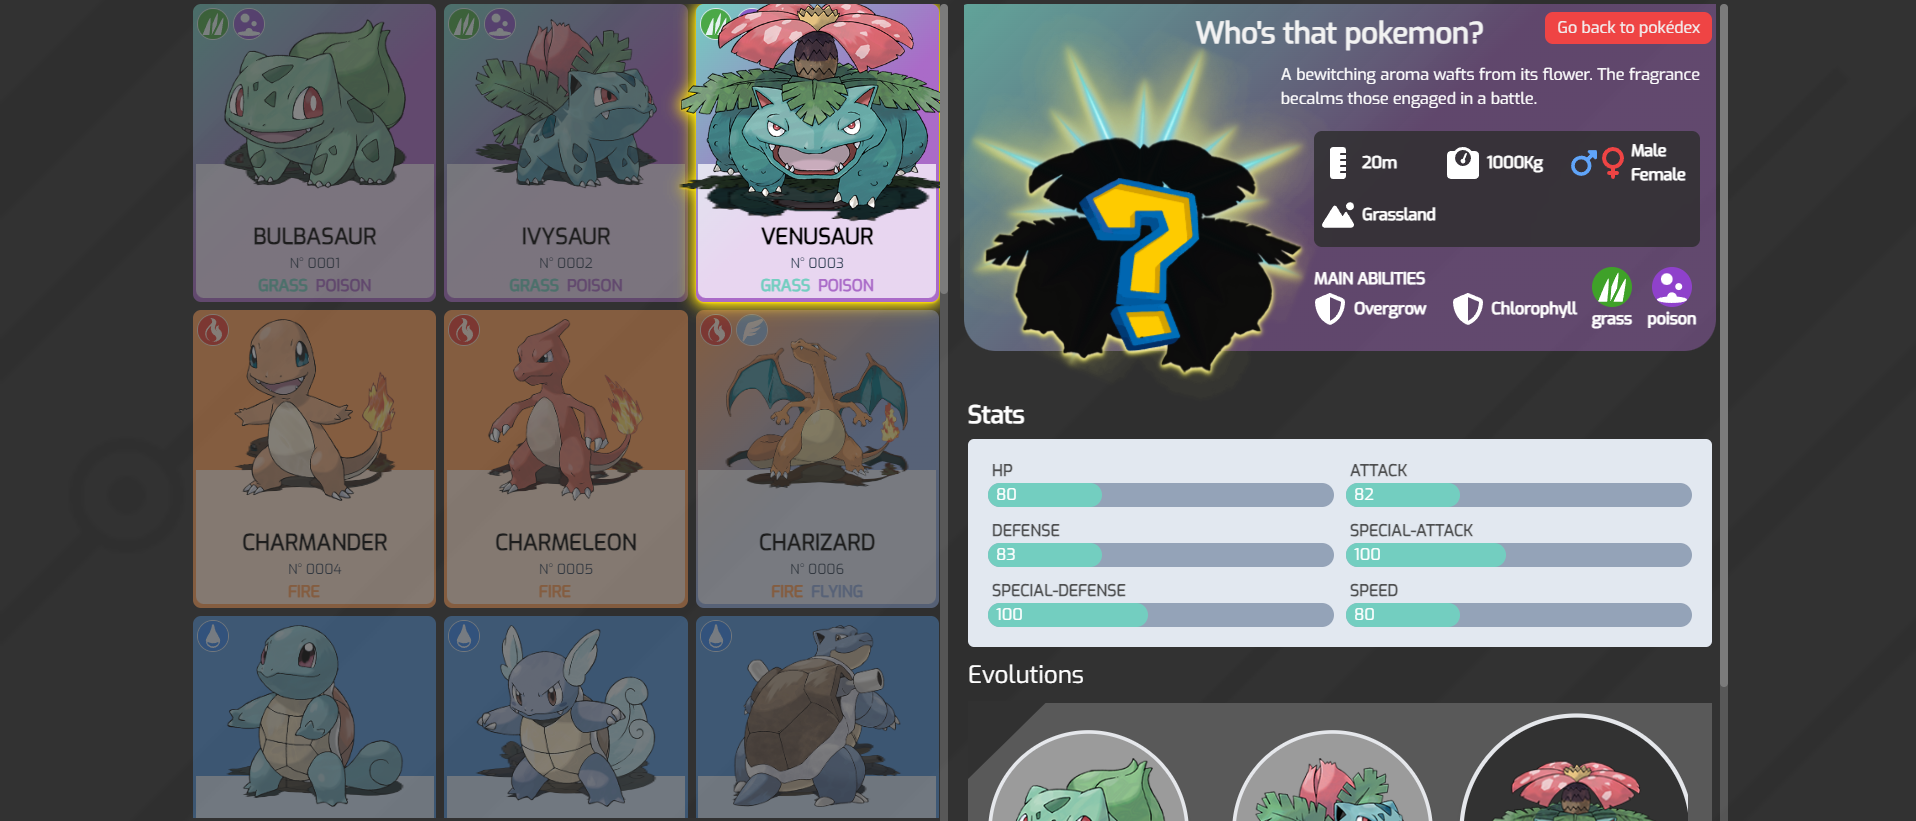 BULBASAUR
N° 0001
GRASS POISON
IVYSAUR
N° 0002
GRASS POISON
VENUSAUR
N° 0003
GRASS POISON
CHARMANDER
N° 0004
FIRE
CHARMELEON
N° 0005
FIRE
CHARIZARD
N° 0006
FIRE FLYING
Who's that pokemon?
Go back to pokédex
A bewitching aroma wafts from its flower. The fragrance
becalms those engaged in a battle.
20m
1000Kg
Male
Female
Grassland
MAIN ABILITIES
Overgrow
Chlorophyll
grass
poison
?
Stats
HP
80
ATTACK
82
DEFENSE
83
SPECIAL-ATTACK
100
SPECIAL-DEFENSE
100
SPEED
80
Evolutions